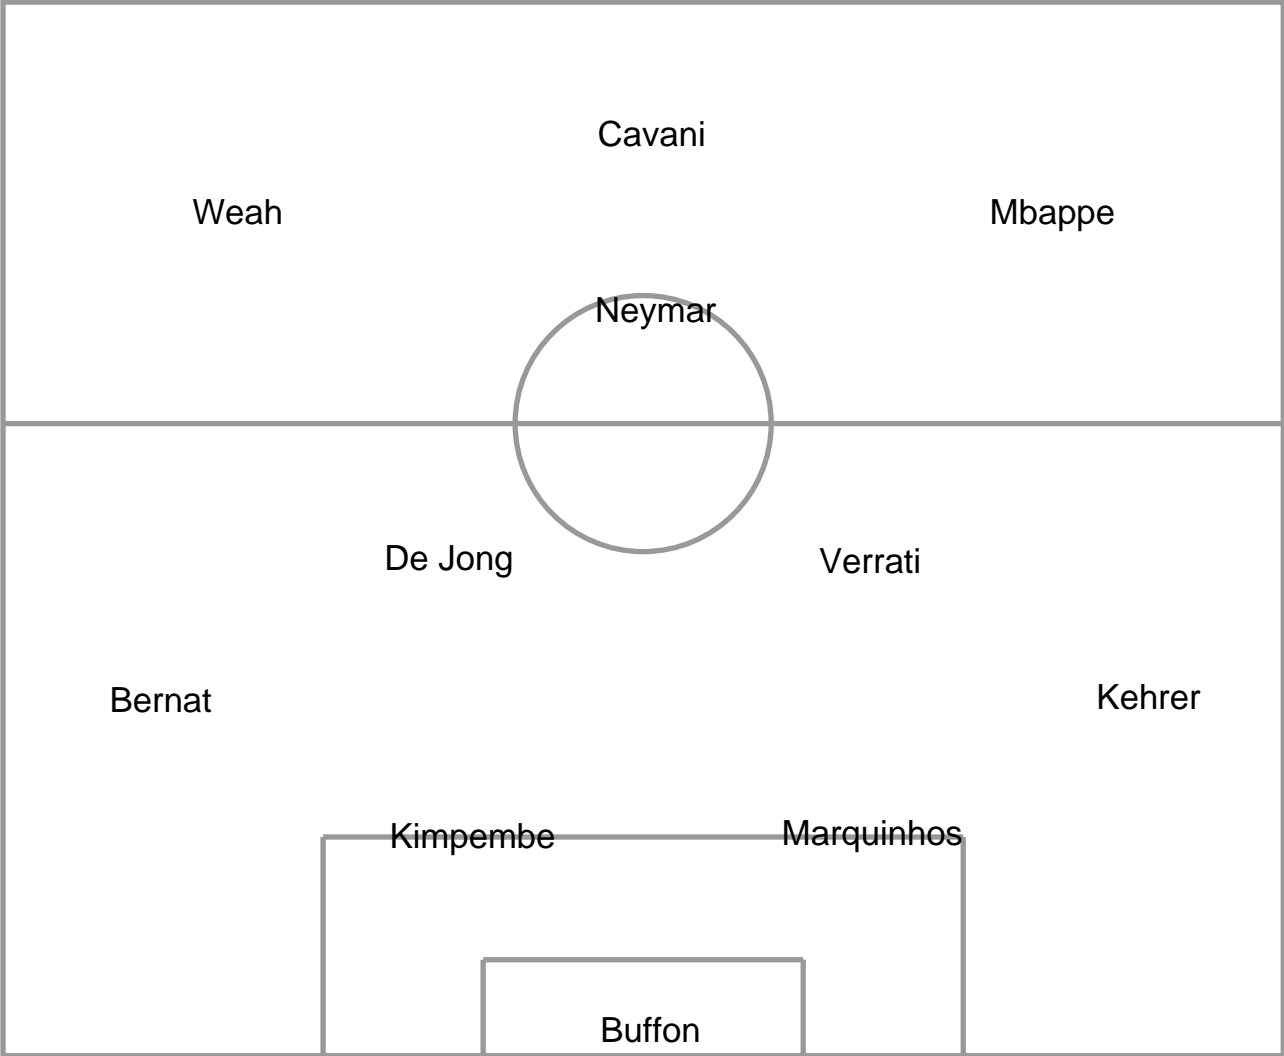 Cavani
Weah
Mbappe
Neymar
De Jong
Verrati
Bernat
Kehrer
Kimpembe
Marquinhos
Buffon